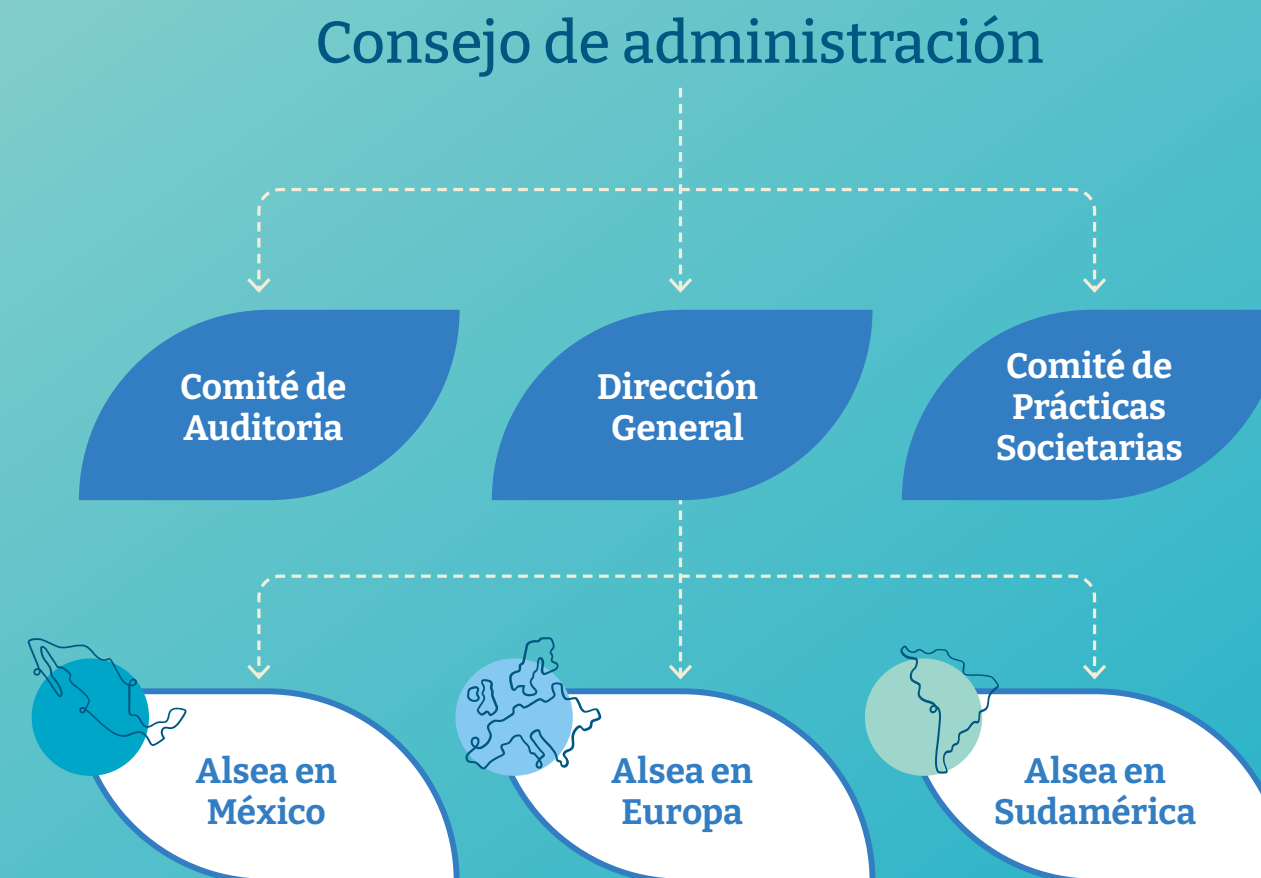 Consejo de administración
Comité de
Auditoria
Dirección
General
Comité de
Prácticas
Societarias
Alsea en
México
Alsea en
Europa
Alsea en
Sudamérica